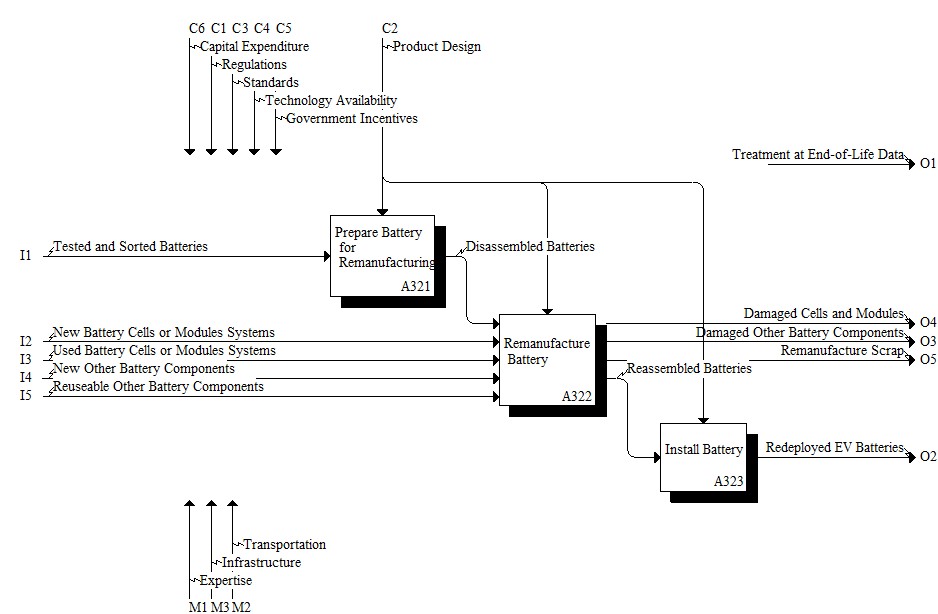 C6 C1 C3 C4 C5 C2
Capital Expenditure
Product Design
Regulations
Standards
Technology Availability
Government Incentives
Treatment at End-of-Life Data
O1
Prepare Battery
for
Remanufacturing
A321
I1
Tested and Sorted Batteries
Disassembled Batteries
Damaged Cells and Modules
O4
I2
New Battery Cells or Modules Systems
Damaged Other Battery Components
O3
I3
Used Battery Cells or Modules Systems
Remanufacture
Battery
A322
Remanufacture Scrap
O5
I4
New Other Battery Components
Reassembled Batteries
I5
Reuseable Other Battery Components
Install Battery
A323
Redeployed EV Batteries
O2
Transportation
Infrastructure
Expertise
M1 M3 M2